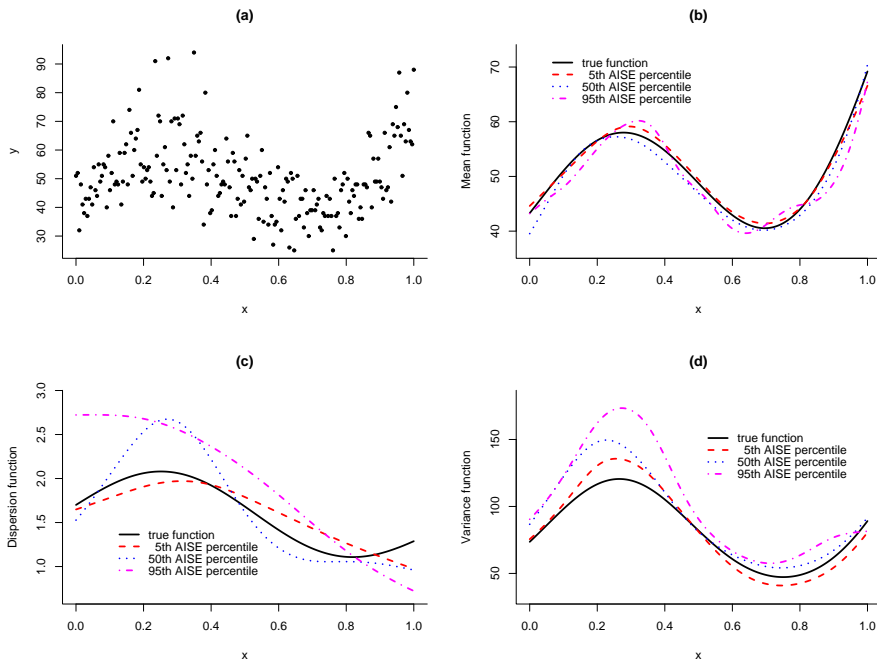 (a)
y
90
80
70
60
50
40
30
0.0 0.2 0.4 0.6 0.8 1.0
x
(b)
Mean function
70
60
50
40
true function
5th AISE percentile
50th AISE percentile
95th AISE percentile
0.0 0.2 0.4 0.6 0.8 1.0
x
(c)
Dispersion function
3.0
2.5
2.0
1.5
1.0
true function
5th AISE percentile
50th AISE percentile
95th AISE percentile
0.0 0.2 0.4 0.6 0.8 1.0
x
(d)
Variance function
150
100
50
true function
5th AISE percentile
50th AISE percentile
95th AISE percentile
0.0 0.2 0.4 0.6 0.8 1.0
x